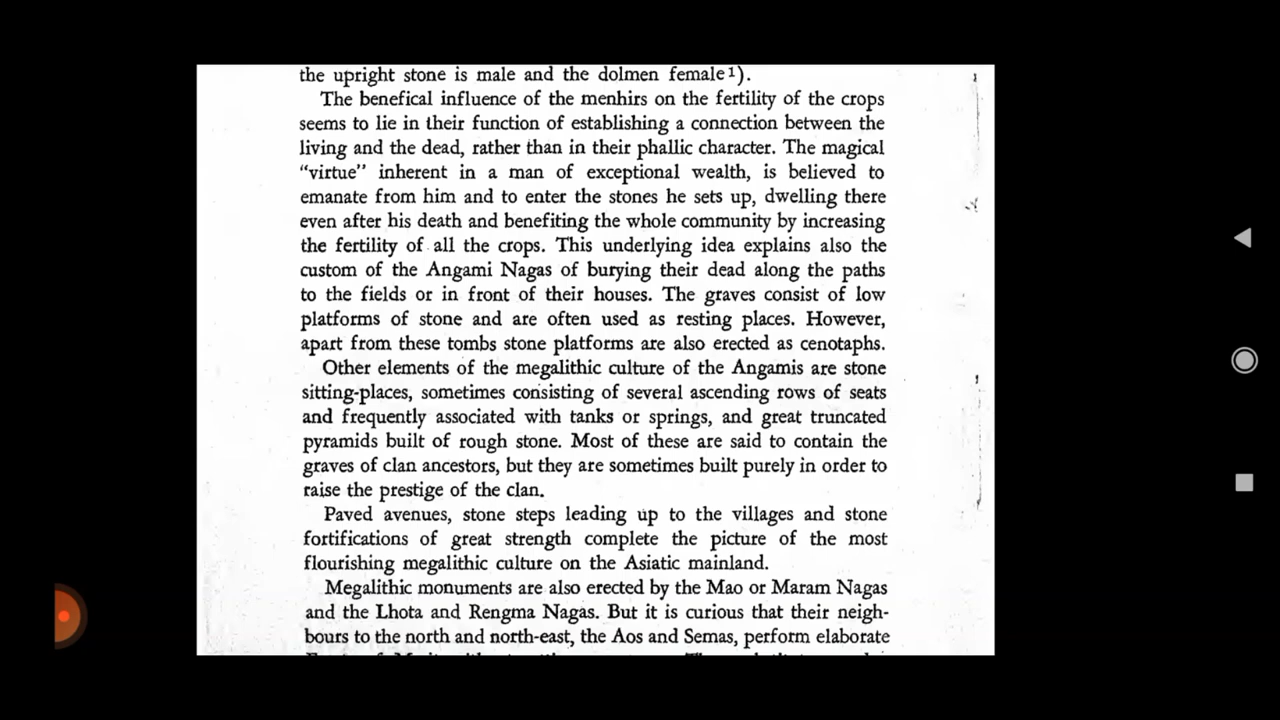 the upright stone is male and the dolmen female¹).
The benefical influence of the menhirs on the fertility of the crops
seems to lie in their function of establishing a connection between the
living and the dead, rather than in their phallic character. The magical
“virtue” inherent in a man of exceptional wealth, is believed to
emanate from him and to enter the stones he sets up, dwelling there
even after his death and benefiting the whole community by increasing
the fertility of all the crops. This underlying idea explains also the
custom of the Angami Nagas of burying their dead along the paths
to the fields or in front of their houses. The graves consist of low
platforms of stone and are often used as resting places. However,
apart from these tombs stone platforms are also erected as cenotaphs.
Other elements of the megalithic culture of the Angamis are stone
sitting-places, sometimes consisting of several ascending rows of seats
and frequently associated with tanks or springs, and great truncated
pyramids built of rough stone. Most of these are said to contain the
graves of clan ancestors, but they are sometimes built purely in order to
raise the prestige of the clan.
Paved avenues, stone steps leading up to the villages and stone
fortifications of great strength complete the picture of the most
flourishing megalithic culture on the Asiatic mainland.
Megalithic monuments are also erected by the Mao or Maram Nagas
and the Lhota and Rengma Nagas. But it is curious that their neigh-
bours to the north and north-east, the Aos and Semas, perform elaborate